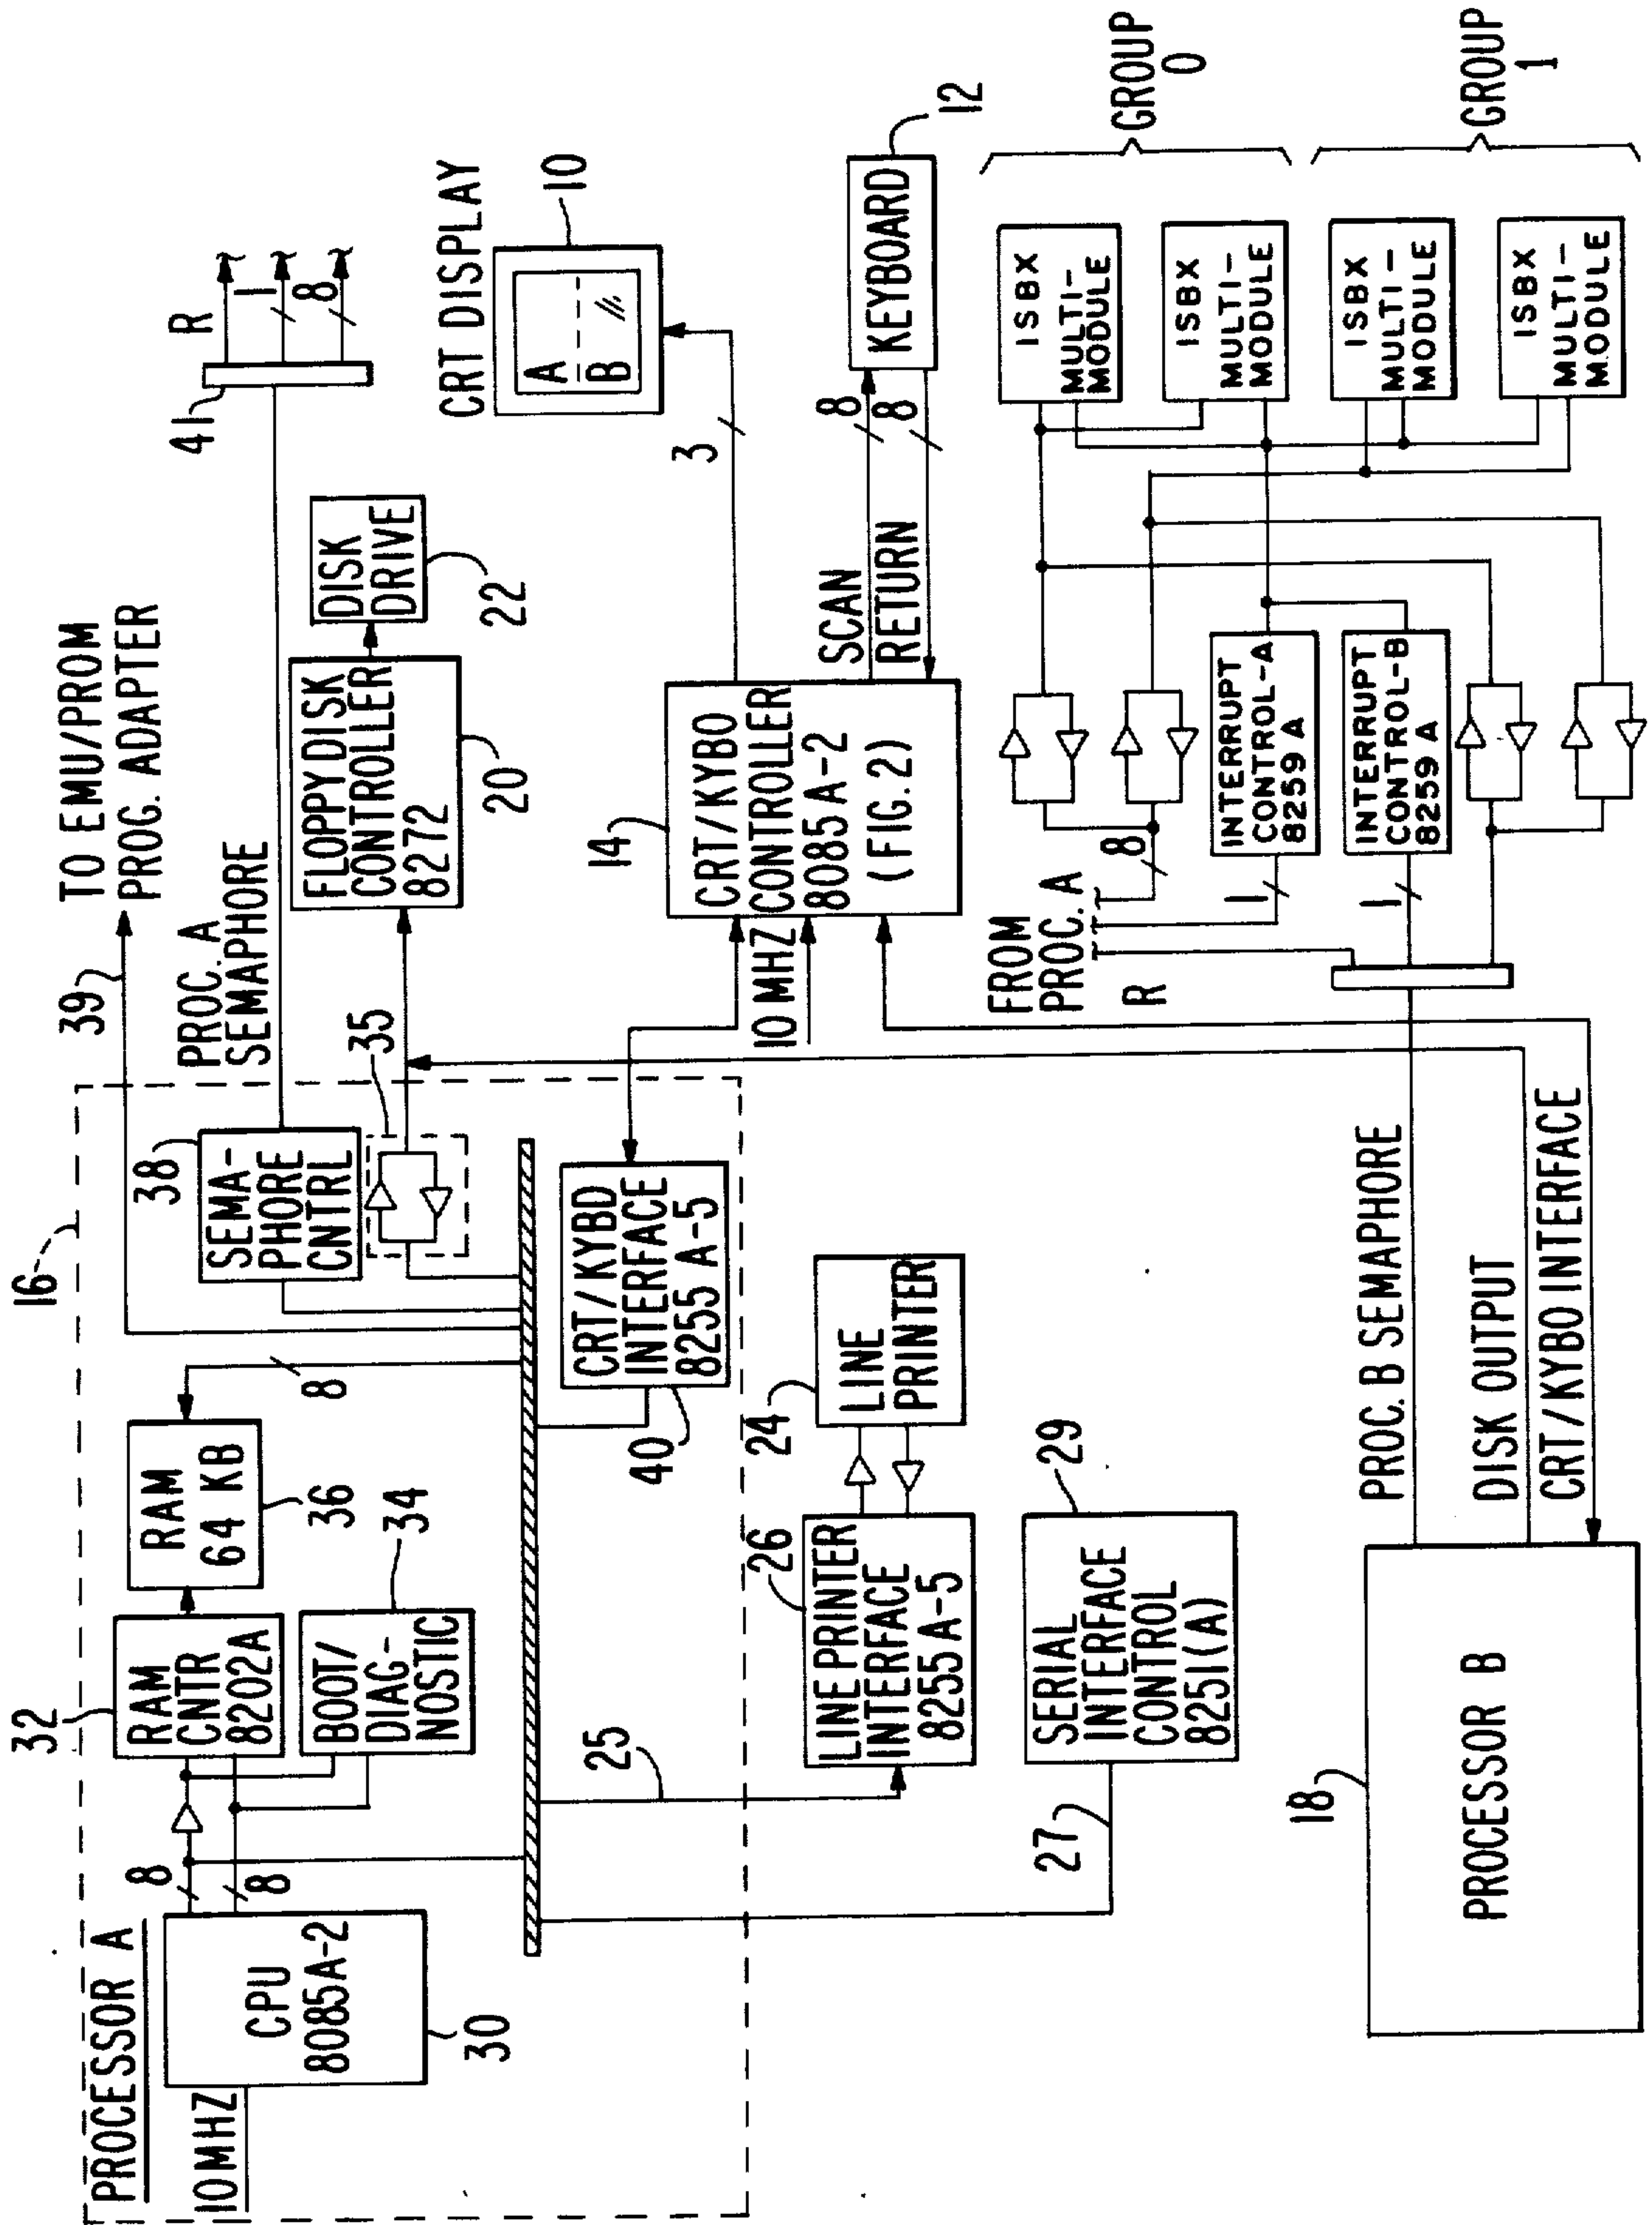 PROCESSOR A
10MHZ
CPU
8085A-2
30
8
8
32
RAM
CNTR
8202A
BOOT/
DIAG-
NOSTIC
34
RAM
64 KB
36
8
16
38
SEMA-
PHORE
CNTRL
35
39
TO EMU/PROM
PROG. ADAPTER
PROC. A
SEMAPHORE
41
R
1
8
FLOPPY DISK
CONTROLLER
8272
20
DISK
DRIVE
22
CRT DISPLAY
A
B
10
CRT/KYBD
INTERFACE
8255 A-5
40
10 MHZ
14
CRT/KYBO
CONTROLLER
8085 A-2
(FIG. 2)
3
SCAN
RETURN
8
8
KEYBOARD
12
25
26
LINE PRINTER
INTERFACE
8255 A-5
24
LINE
PRINTER
27
29
SERIAL
INTERFACE
CONTROL
8251(A)
FROM
PROC. A
R
8
1
1
INTERRUPT
CONTROL-A
8259 A
INTERRUPT
CONTROL-B
8259 A
ISBX
MULTI-
MODULE
ISBX
MULTI-
MODULE
ISBX
MULTI-
MODULE
ISBX
MULTI-
MODULE
GROUP
0
GROUP
1
18
PROCESSOR B
PROC. B SEMAPHORE
DISK OUTPUT
CRT/KYBO INTERFACE